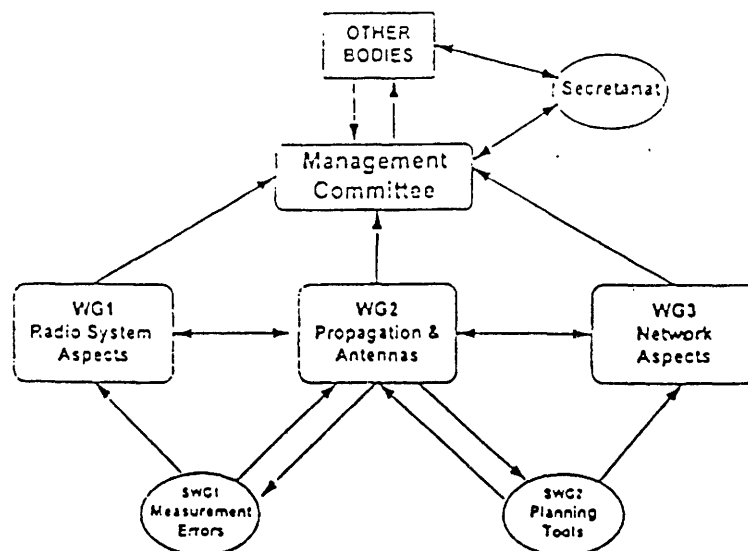 OTHER
BODIES
Secretariat
Management
Committee
WG1
Radio System
Aspects
WG2
Propagation &
Antennas
WG3
Network
Aspects
SWG1
Measurement
Errors
SWG2
Planning
Tools